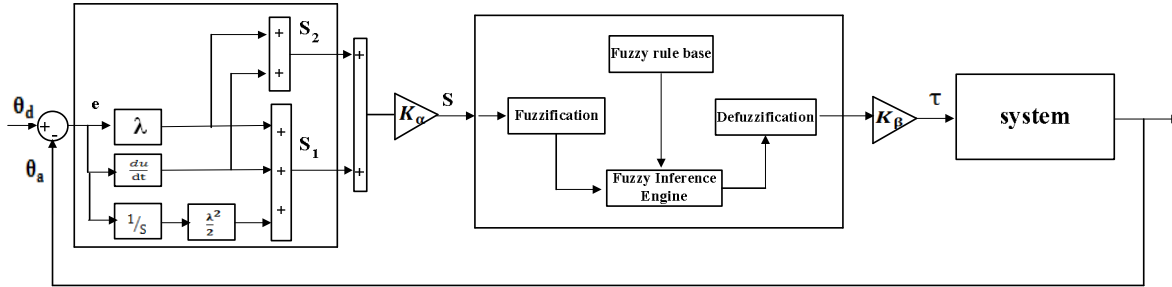 θd
+
-
θa
e
λ
du
dt
1/S
λ²
2
+
+
S2
+
+
+
S1
+
+
Kα
S
Fuzzy rule base
Fuzzification
Defuzzification
Fuzzy Inference
Engine
Kβ
τ
system